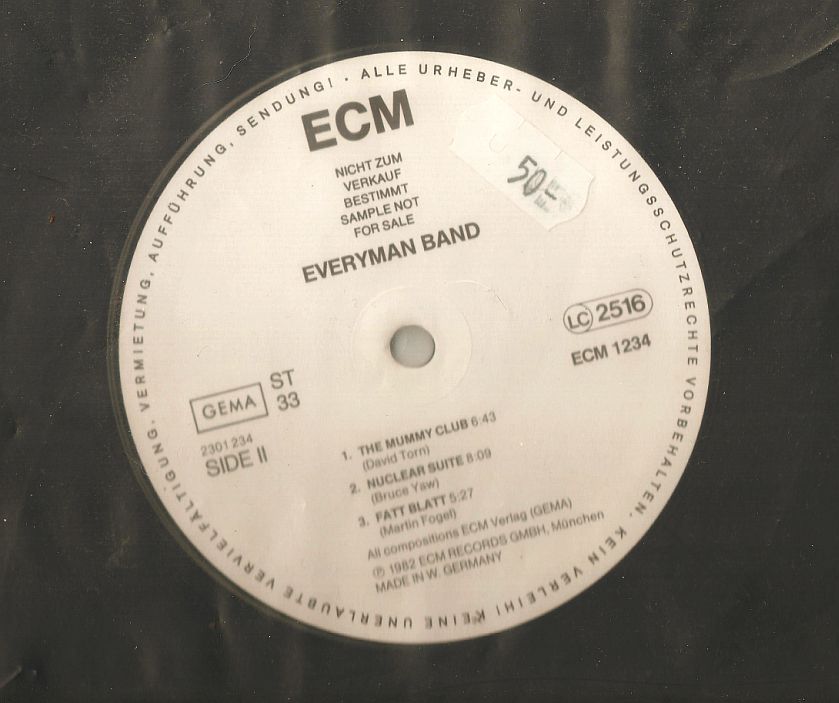 ALLE URHEBER- UND LEISTUNGSSCHUTZRECHTE VORBEHALTEN. KEIN VERLEIH! KEINE UNERLAUBTE VERVIELFÄLTIGUNG, VERMIETUNG, AUFFÜHRUNG, SENDUNG! ·
ECM
NICHT ZUM
VERKAUF
BESTIMMT
SAMPLE NOT
FOR SALE
50,-
EVERYMAN BAND
LC 2516
ECM 1234
GEMA
ST
33
2301 234
SIDE II
1. THE MUMMY CLUB 6:43
(David Torn)
2. NUCLEAR SUITE 8:09
(Bruce Yaw)
3. FATT BLATT 5:27
(Martin Fogel)
All compositions ECM Verlag (GEMA)
℗ 1982 ECM RECORDS GMBH, München
MADE IN W. GERMANY